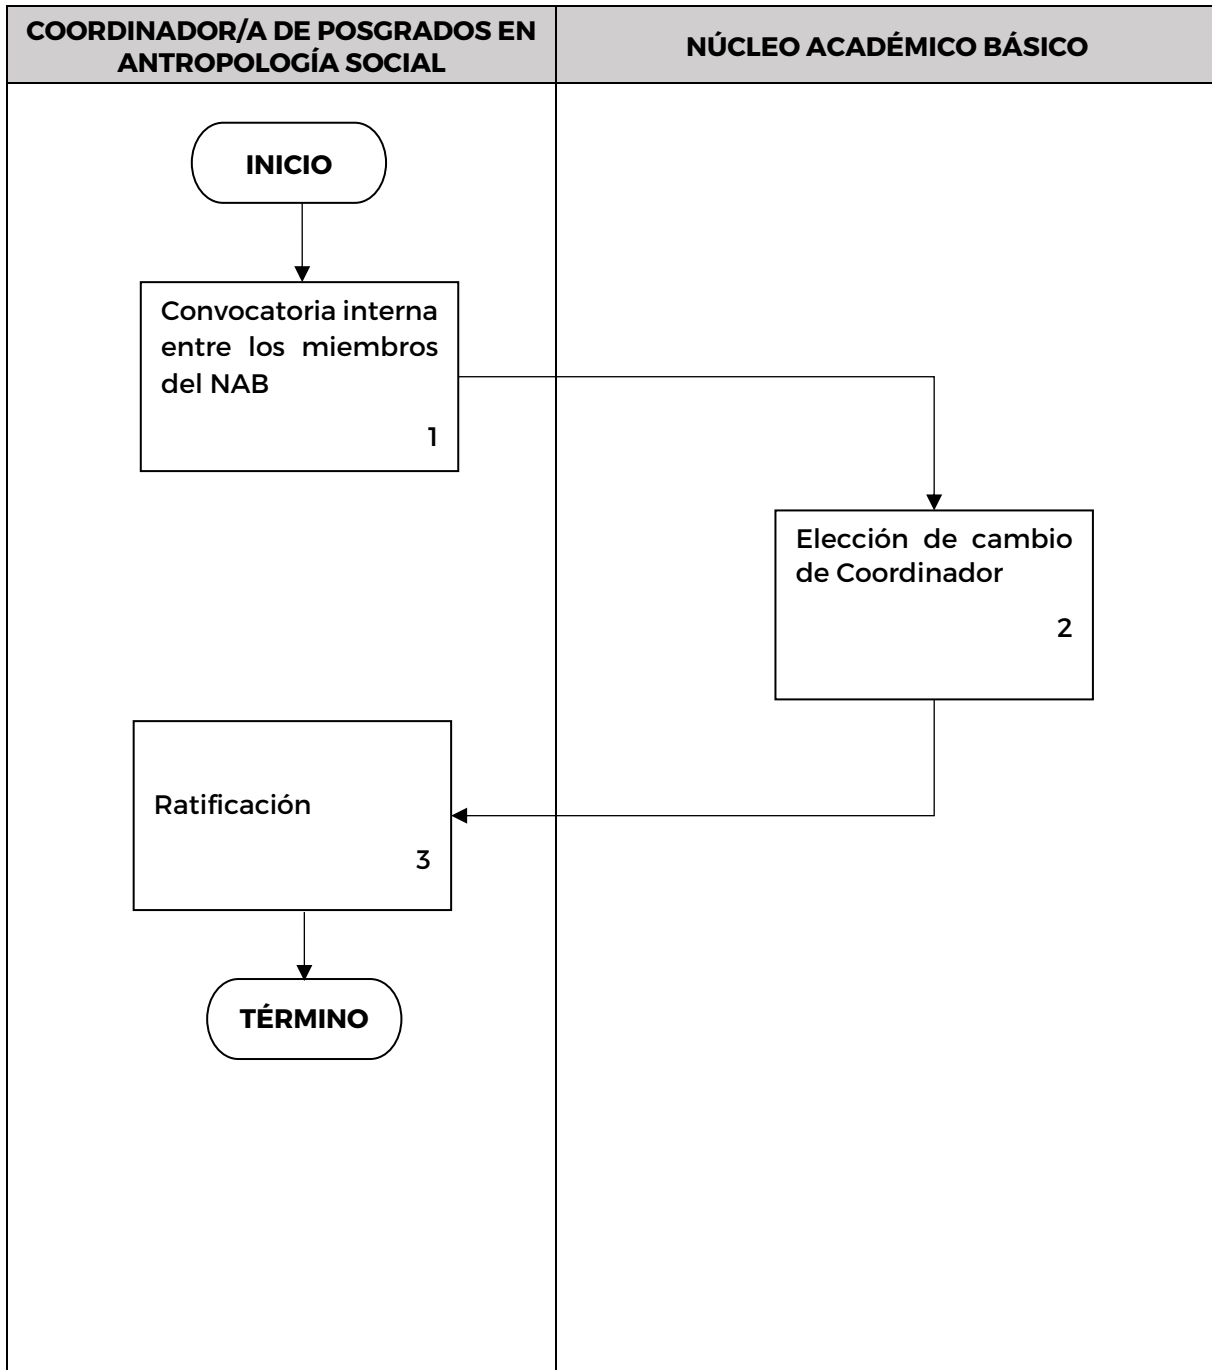 COORDINADOR/A DE POSGRADOS EN
ANTROPOLOGÍA SOCIAL
NÚCLEO ACADÉMICO BÁSICO
INICIO
Convocatoria interna
entre los miembros
del NAB
1
Elección de cambio
de Coordinador
2
Ratificación
3
TÉRMINO